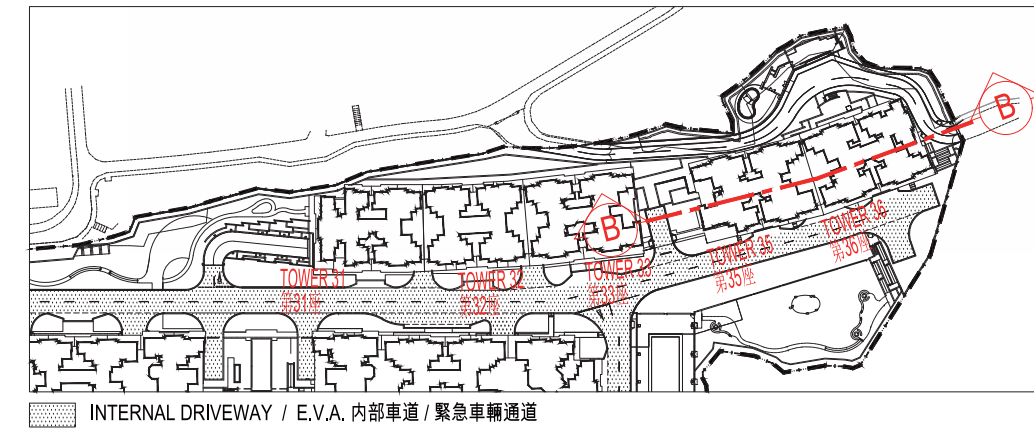 B
B
TOWER 31
第31座
TOWER 32
第32座
TOWER 33
第33座
TOWER 35
第35座
TOWER 36
第36座
INTERNAL DRIVEWAY / E.V.A. 內部車道 / 緊急車輛通道